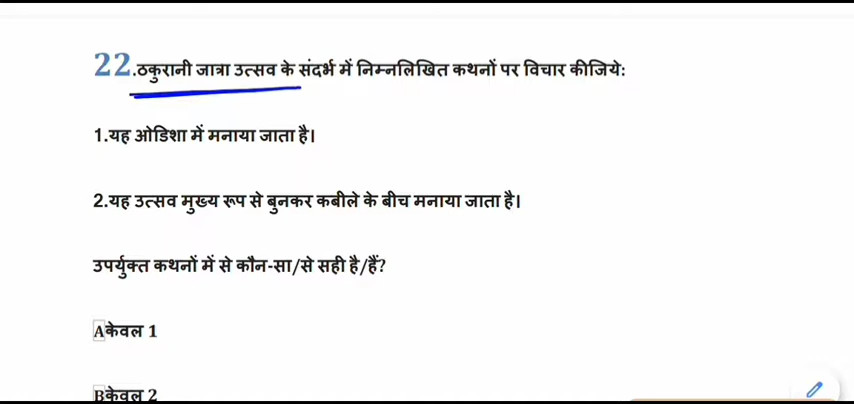 22.ठकुरानी जात्रा उत्सव के संदर्भ में निम्नलिखित कथनों पर विचार कीजिये:
1.यह ओडिशा में मनाया जाता है।
2.यह उत्सव मुख्य रूप से बुनकर कबीले के बीच मनाया जाता है।
उपर्युक्त कथनों में से कौन-सा/से सही है/हैं?
Aकेवल 1
Bकेवल 2